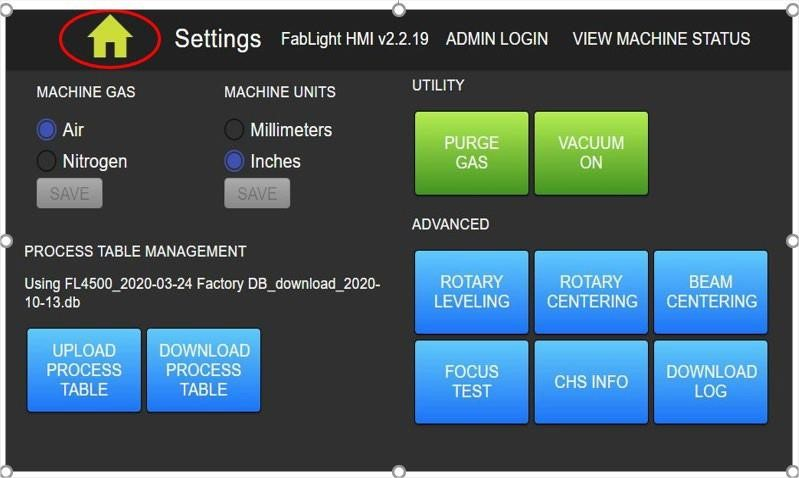 Settings FabLight HMI v2.2.19 ADMIN LOGIN VIEW MACHINE STATUS
MACHINE GAS
Air
Nitrogen
SAVE
MACHINE UNITS
Millimeters
Inches
SAVE
PROCESS TABLE MANAGEMENT
Using FL4500_2020-03-24 Factory DB_download_2020-
10-13.db
UPLOAD
PROCESS
TABLE
DOWNLOAD
PROCESS
TABLE
UTILITY
PURGE
GAS
VACUUM
ON
ADVANCED
ROTARY
LEVELING
ROTARY
CENTERING
BEAM
CENTERING
FOCUS
TEST
CHS INFO
DOWNLOAD
LOG